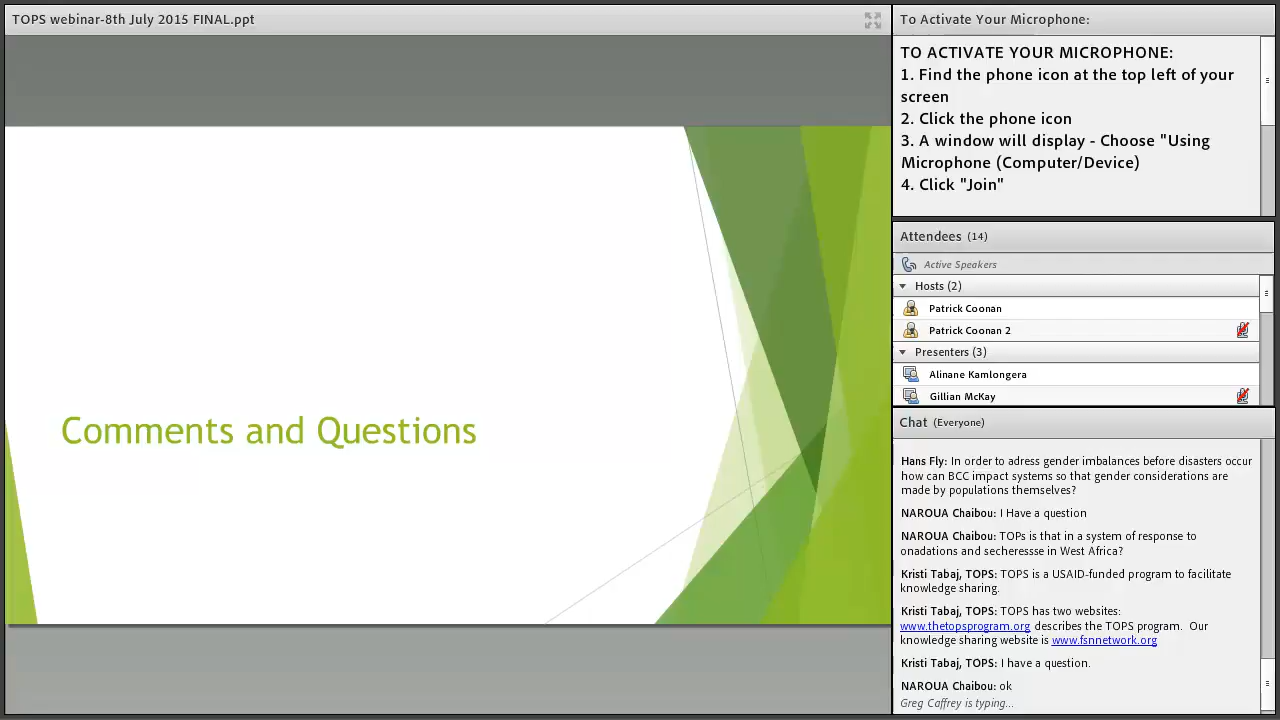 TOPS webinar-8th July 2015 FINAL.ppt
Comments and Questions
To Activate Your Microphone:
TO ACTIVATE YOUR MICROPHONE:
1. Find the phone icon at the top left of your
screen
2. Click the phone icon
3. A window will display - Choose "Using
Microphone (Computer/Device)
4. Click "Join"
Attendees (14)
Active Speakers
Hosts (2)
Patrick Coonan
Patrick Coonan 2
Presenters (3)
Alinane Kamlongera
Gillian McKay
Chat (Everyone)
Hans Fly: In order to adress gender imbalances before disasters occur
how can BCC impact systems so that gender considerations are
made by populations themselves?
NAROUA Chaibou: I Have a question
NAROUA Chaibou: TOPs is that in a system of response to
onadations and secheressse in West Africa?
Kristi Tabaj, TOPS: TOPS is a USAID-funded program to facilitate
knowledge sharing.
Kristi Tabaj, TOPS: TOPS has two websites:
www.thetopsprogram.org describes the TOPS program. Our
knowledge sharing website is www.fsnnetwork.org
Kristi Tabaj, TOPS: I have a question.
NAROUA Chaibou: ok
Greg Caffrey is typing...